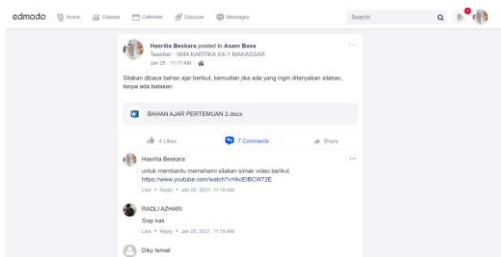 edmodo Home Classes Calendar Discover Messages Search
Hasrilia Beskara posted to Asam Basa
Teacher · SMA KARTIKA XX-1 MAKASSAR
Jan 25 · 11:17 AM
Silakan dibaca bahan ajar berikut, kemudian jika ada yang ingin ditanyakan silakan,
tanpa ada batasan
BAHAN AJAR PERTEMUAN 2.docx
4 Likes 7 Comments Share
Hasrilia Beskara
untuk membantu memahami silakan simak video berikut
Like • Reply • Jan 25, 2021, 11:18 AM
RADLI AZHARI
Siap kak
Like • Reply • Jan 25, 2021, 11:19 AM
Diky Ismail